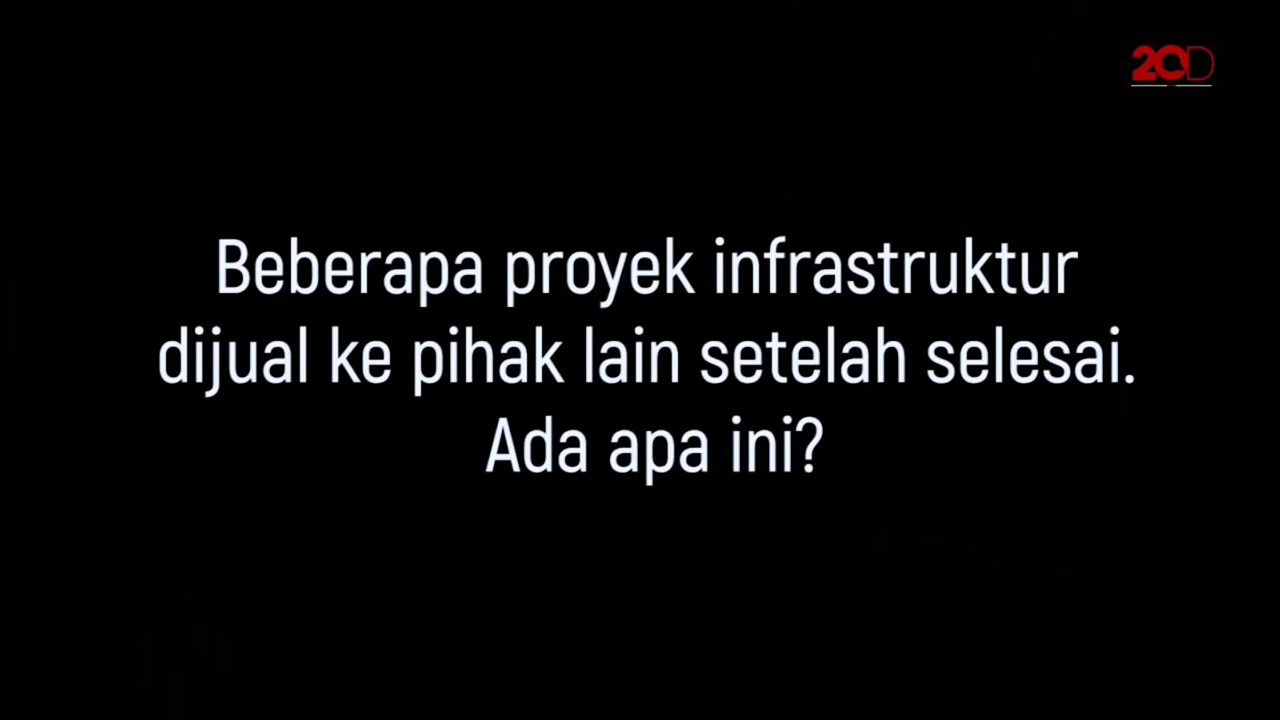 20D
Beberapa proyek infrastruktur
dijual ke pihak lain setelah selesai.
Ada apa ini?